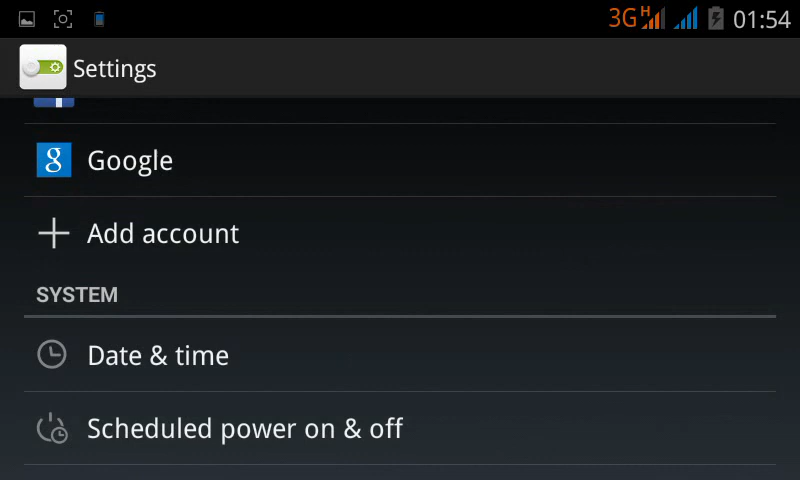 3G H 01:54
Settings
Google
Add account
SYSTEM
Date & time
Scheduled power on & off